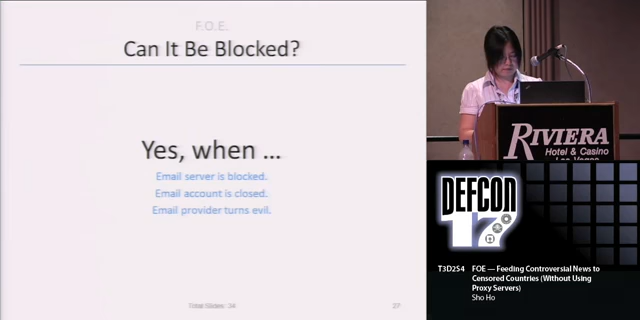 F.O.E.
Can It Be Blocked?
Yes, when ...
Email server is blocked.
Email account is closed.
Email provider turns evil.
Total Slides: 34
27
RIVIERA
Hotel & Casino
Las Vegas
DEFCON
17
T3D2S4
FOE — Feeding Controversial News to
Censored Countries (Without Using
Proxy Servers)
Sho Ho